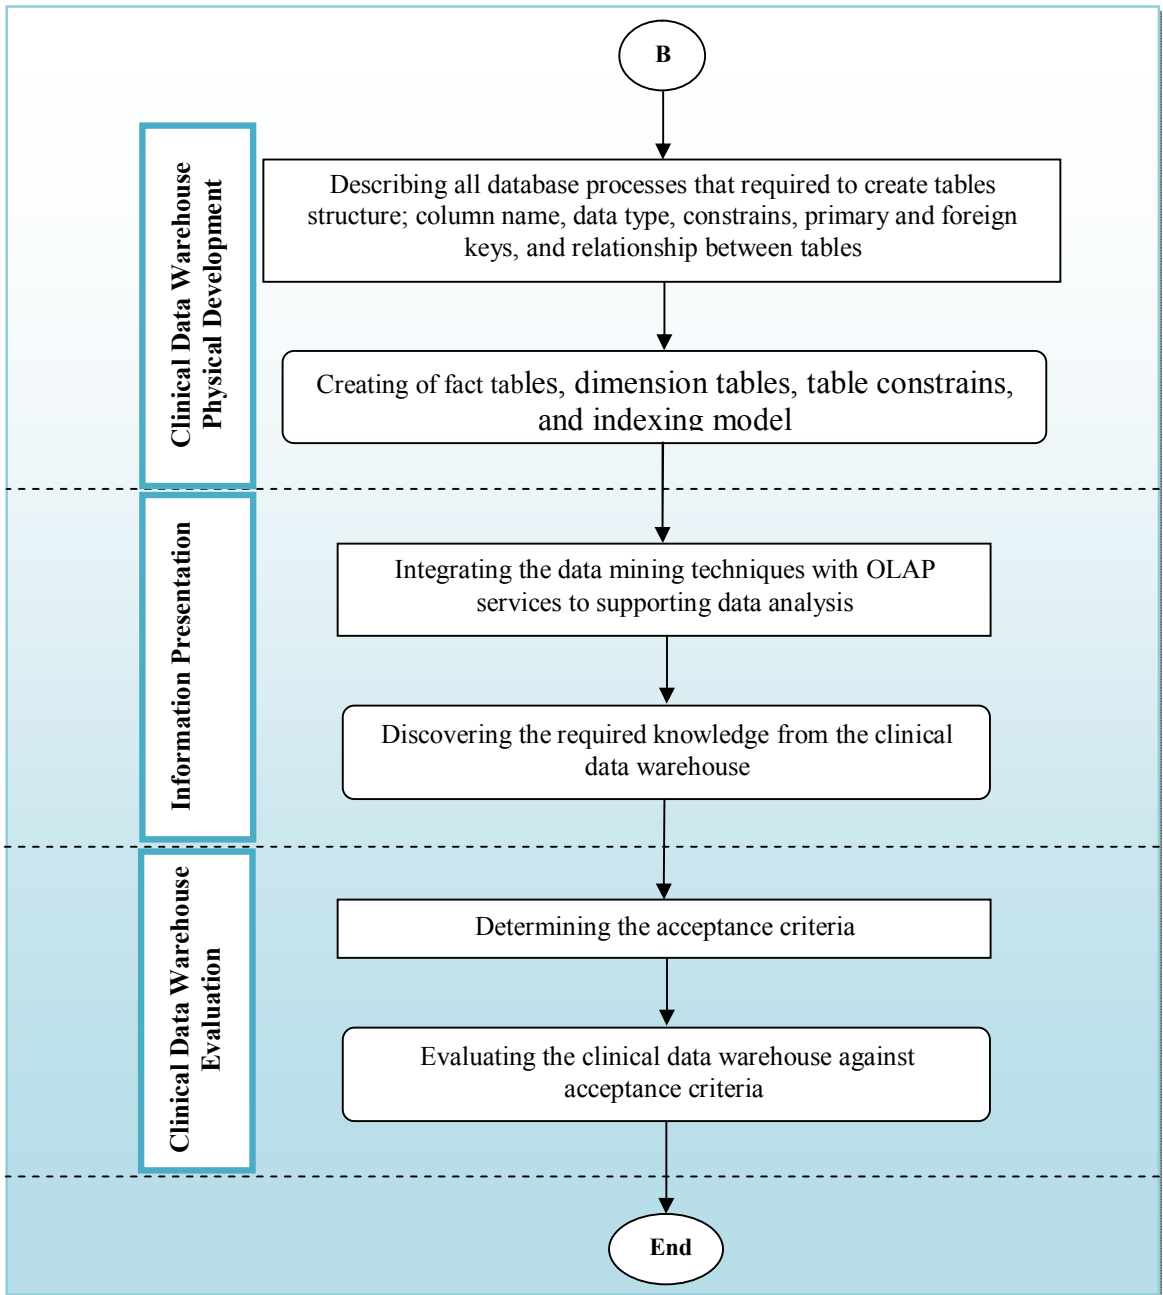 B
Clinical Data Warehouse
Physical Development
Describing all database processes that required to create tables
structure; column name, data type, constrains, primary and foreign
keys, and relationship between tables
Creating of fact tables, dimension tables, table constrains,
and indexing model
Information Presentation
Integrating the data mining techniques with OLAP
services to supporting data analysis
Discovering the required knowledge from the clinical
data warehouse
Clinical Data Warehouse
Evaluation
Determining the acceptance criteria
Evaluating the clinical data warehouse against
acceptance criteria
End